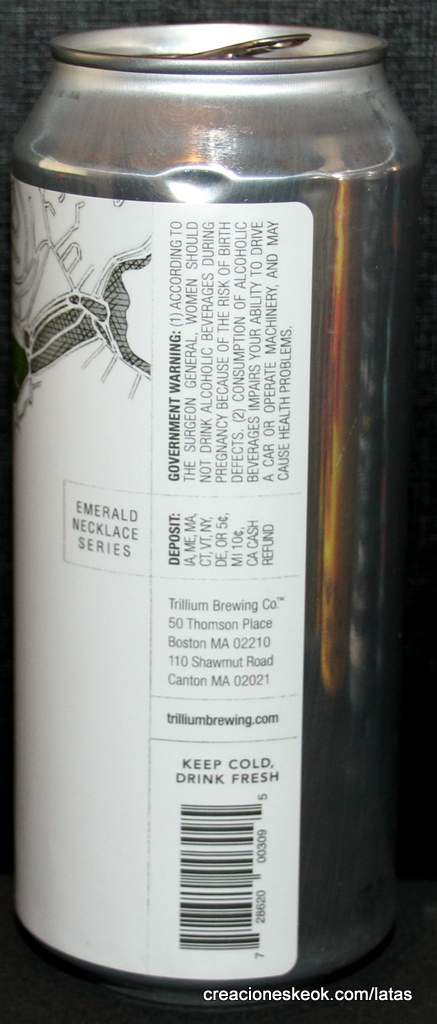 GOVERNMENT WARNING: (1) ACCORDING TO
THE SURGEON GENERAL, WOMEN SHOULD
NOT DRINK ALCOHOLIC BEVERAGES DURING
PREGNANCY BECAUSE OF THE RISK OF BIRTH
DEFECTS. (2) CONSUMPTION OF ALCOHOLIC
BEVERAGES IMPAIRS YOUR ABILITY TO DRIVE
A CAR OR OPERATE MACHINERY, AND MAY
CAUSE HEALTH PROBLEMS.
EMERALD
NECKLACE
SERIES
DEPOSIT:
IA, ME, MA,
CT, VT, NY,
DE, OR 5¢,
MI 10¢,
CA CASH
REFUND
Trillium Brewing Co.™
50 Thomson Place
Boston MA 02210
110 Shawmut Road
Canton MA 02021
trilliumbrewing.com
KEEP COLD,
DRINK FRESH
7 28620 00309 5
creacioneskeok.com/latas